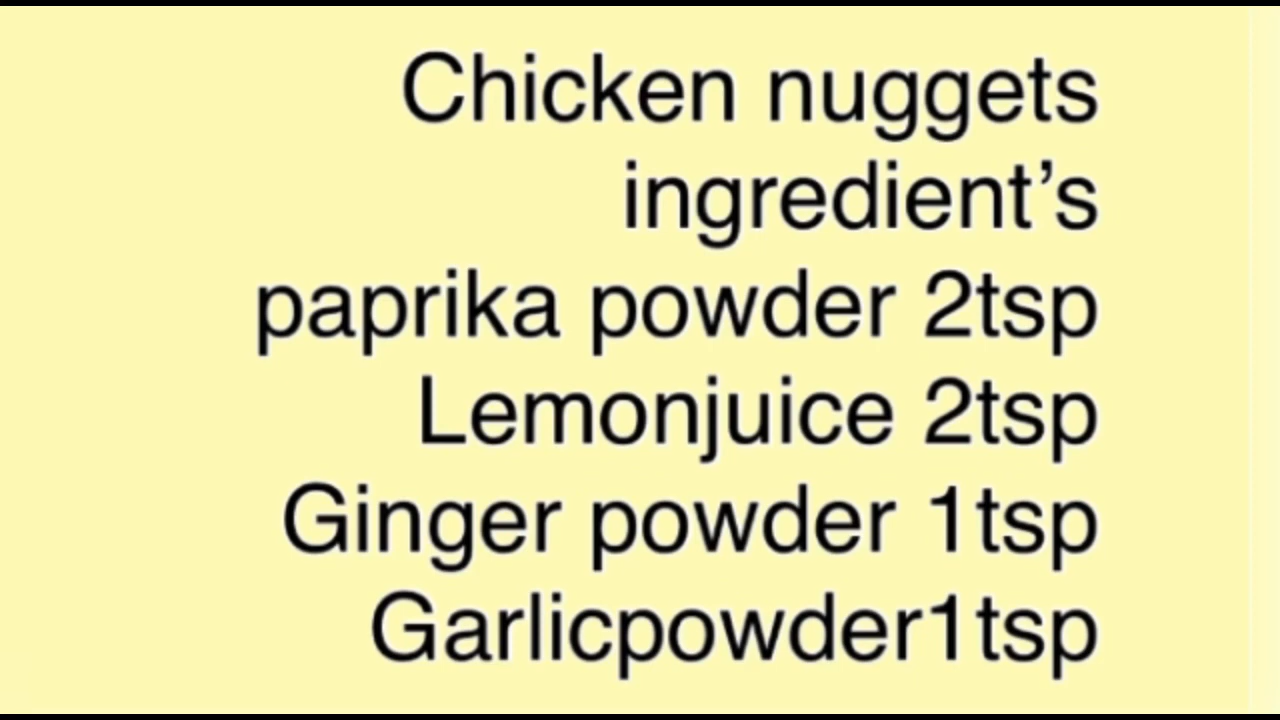 Chicken nuggets
ingredient’s
paprika powder 2tsp
Lemonjuice 2tsp
Ginger powder 1tsp
Garlicpowder1tsp